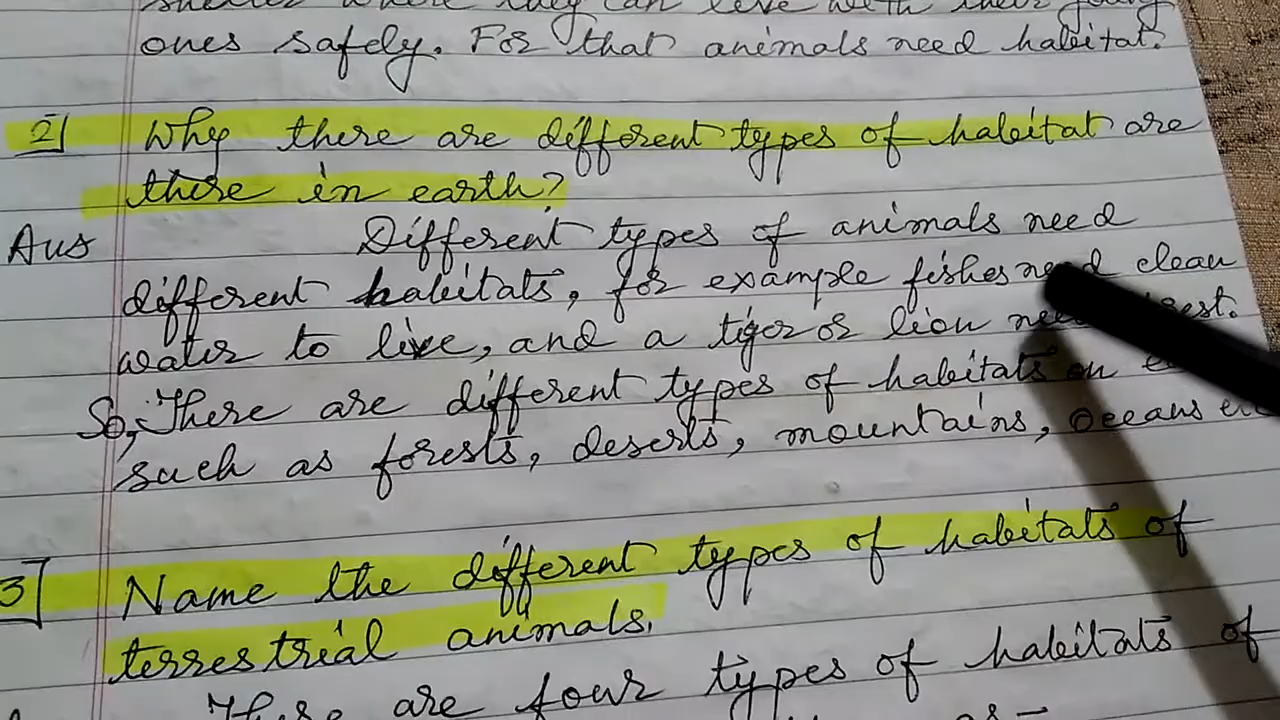 ones safely. For that animals need habitat.
2] Why there are different types of habitat are
there in earth?
Ans Different types of animals need
different habitats, for example fishes need clean
water to live, and a tiger or lion
So, There are different types of habitats on
such as forests, deserts, mountains, oceans
3] Name the different types of habitats of
terrestrial animals.
There are four types of habitats of
as -